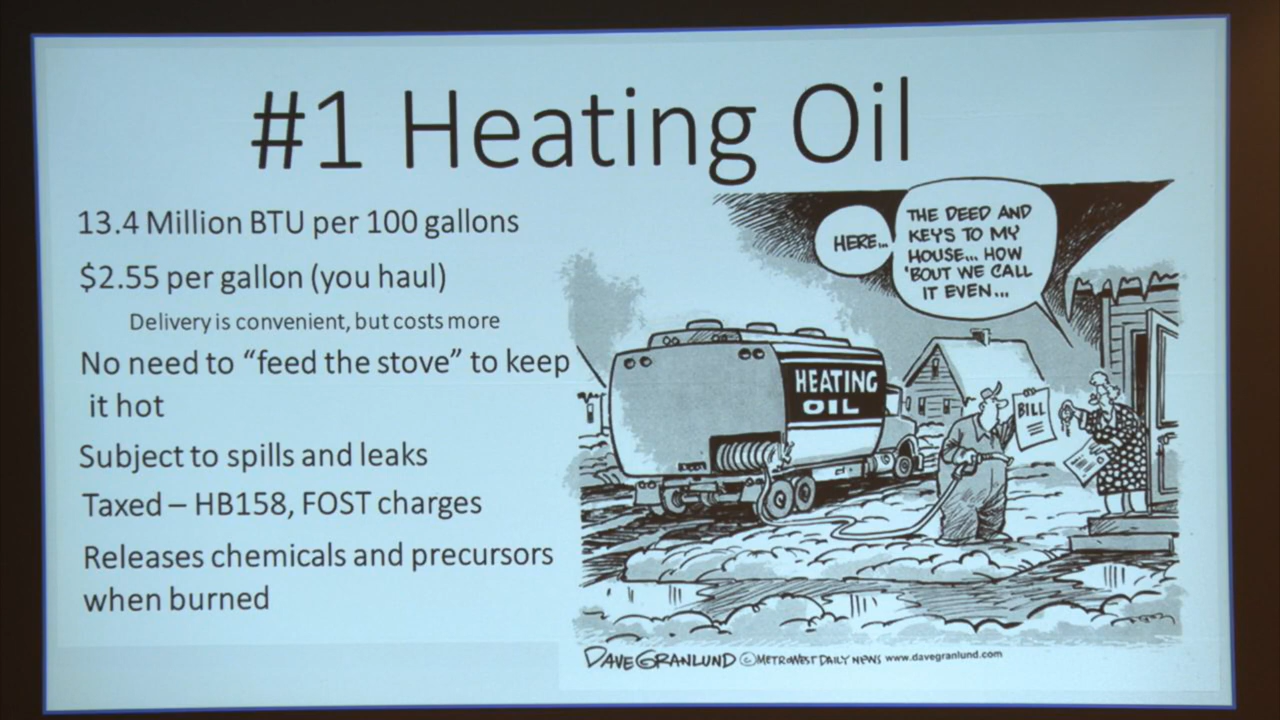 #1 Heating Oil
13.4 Million BTU per 100 gallons
$2.55 per gallon (you haul)
Delivery is convenient, but costs more
No need to “feed the stove” to keep
it hot
Subject to spills and leaks
Taxed – HB158, FOST charges
Releases chemicals and precursors
when burned
HERE...
THE DEED AND
KEYS TO MY
HOUSE... HOW
'BOUT WE CALL
IT EVEN...
HEATING
OIL
BILL
DAVE GRANLUND © METROWEST DAILY NEWS www.davegranlund.com